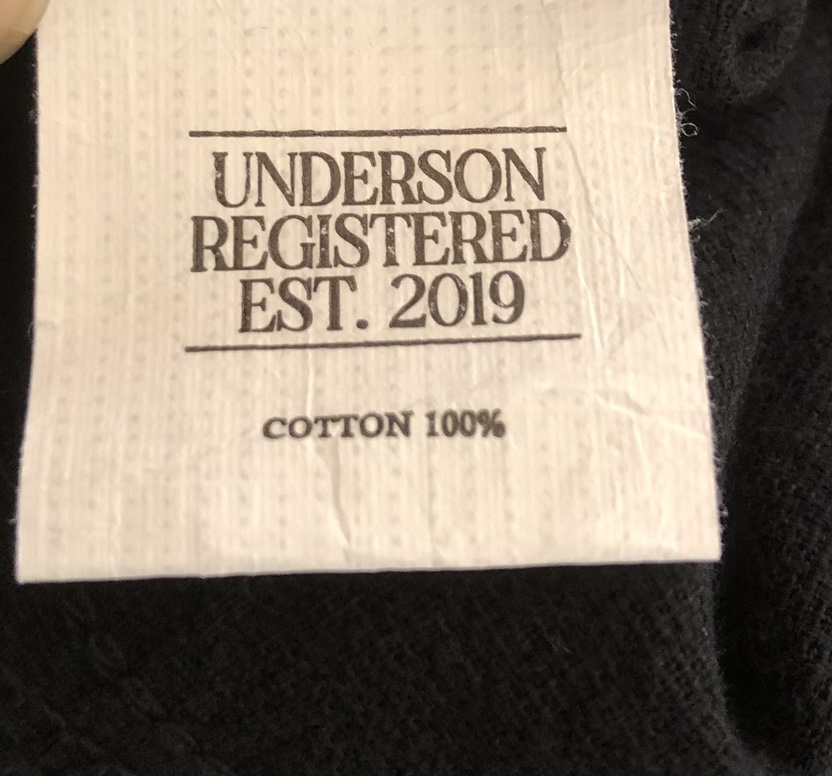 UNDERSON
REGISTERED
EST. 2019
COTTON 100%